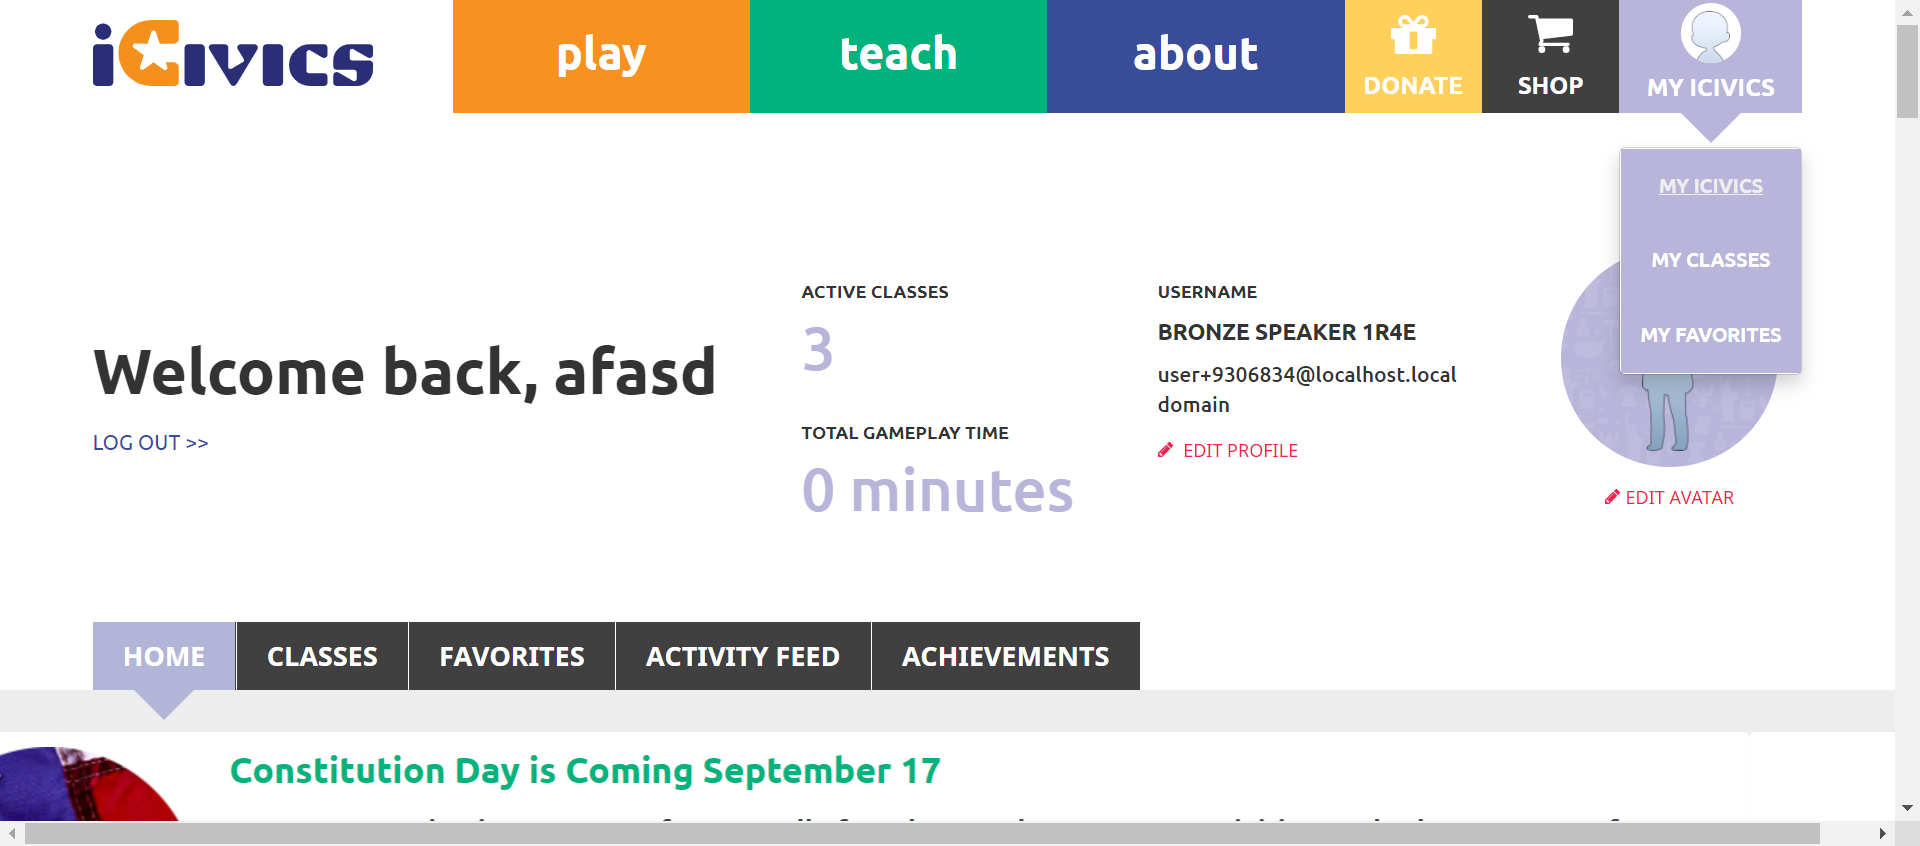 iCivics
play
teach
about
DONATE
SHOP
MY ICIVICS
MY ICIVICS
MY CLASSES
MY FAVORITES
Welcome back, afasd
LOG OUT >>
ACTIVE CLASSES
3
TOTAL GAMEPLAY TIME
0 minutes
USERNAME
BRONZE SPEAKER 1R4E
user+9306834@localhost.local
domain
EDIT PROFILE
EDIT AVATAR
HOME
CLASSES
FAVORITES
ACTIVITY FEED
ACHIEVEMENTS
Constitution Day is Coming September 17